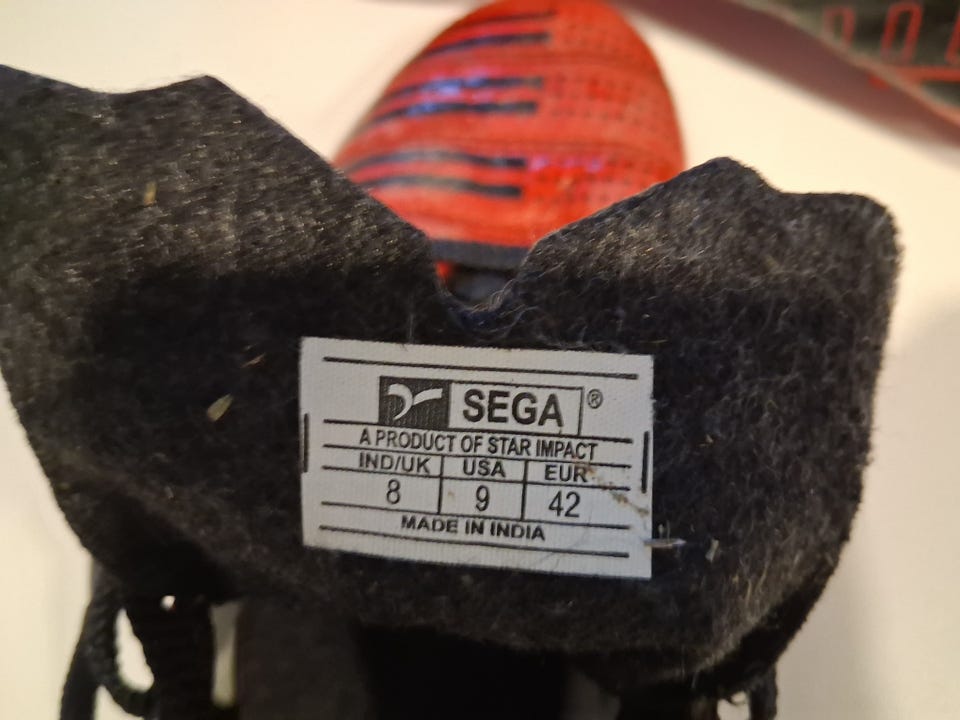 SEGA®
A PRODUCT OF STAR IMPACT
IND/UK USA EUR
8 9 42
MADE IN INDIA